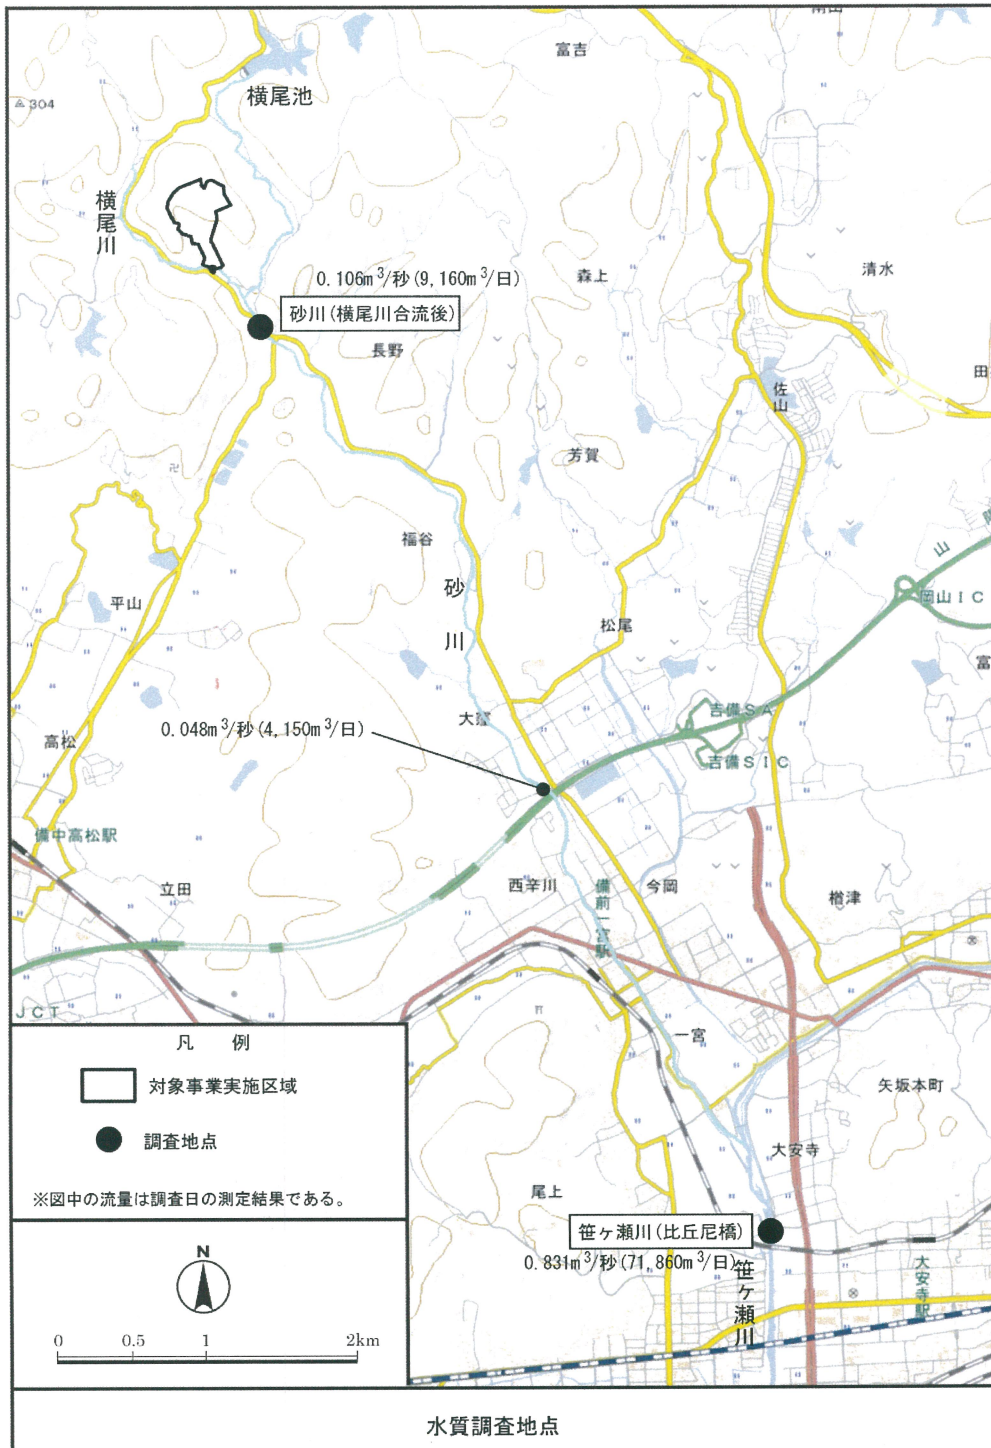 富吉
横尾池
304
横尾川
0.106m³/秒(9,160m³/日)
森上
清水
砂川(横尾川合流後)
長野
佐山
芳賀
福谷
砂川
山
岡山IC
平山
松尾
大窪
吉備SA
0.048m³/秒(4,150m³/日)
吉備SIC
高松
備中高松駅
立田
西辛川
備前一宮駅
今岡
楢津
JCT
一宮
凡 例
対象事業実施区域
調査地点
※図中の流量は調査日の測定結果である。
矢坂本町
大安寺
尾上
笹ヶ瀬川(比丘尼橋)
0.831m³/秒(71,860m³/日)
笹ヶ瀬川
大安寺駅
N
0 0.5 1 2km
水質調査地点